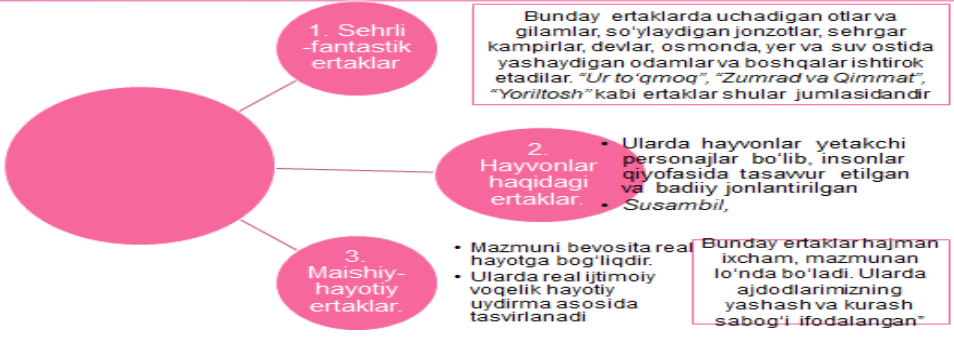 1. Sehrli
-fantastik
ertaklar
Bunday ertaklarda uchadigan otlar va
gilamlar, so‘ylaydigan jonzotlar, sehrgar
kampirlar, devlar, osmonda, yer va suv ostida
yashaydigan odamlar va boshqalar ishtirok
etadilar. “Ur to‘qmoq”, “Zumrad va Qimmat”,
“Yoriltosh” kabi ertaklar shular jumlasidandir
2.
Hayvonlar
haqidagi
ertaklar.
• Ularda hayvonlar yetakchi
personajlar bo‘lib, insonlar
qiyofasida tasavvur etilgan
va badiiy jonlantirilgan
• Susambil,
3.
Maishiy-
hayotiy
ertaklar.
• Mazmuni bevosita real
hayotga bog‘liqdir.
• Ularda real ijtimoiy
voqelik hayotiy
uydirma asosida
tasvirlanadi
Bunday ertaklar hajman
ixcham, mazmunan
lo‘nda bo‘ladi. Ularda
ajdodlarimizning
yashash va kurash
sabog‘i ifodalangan”